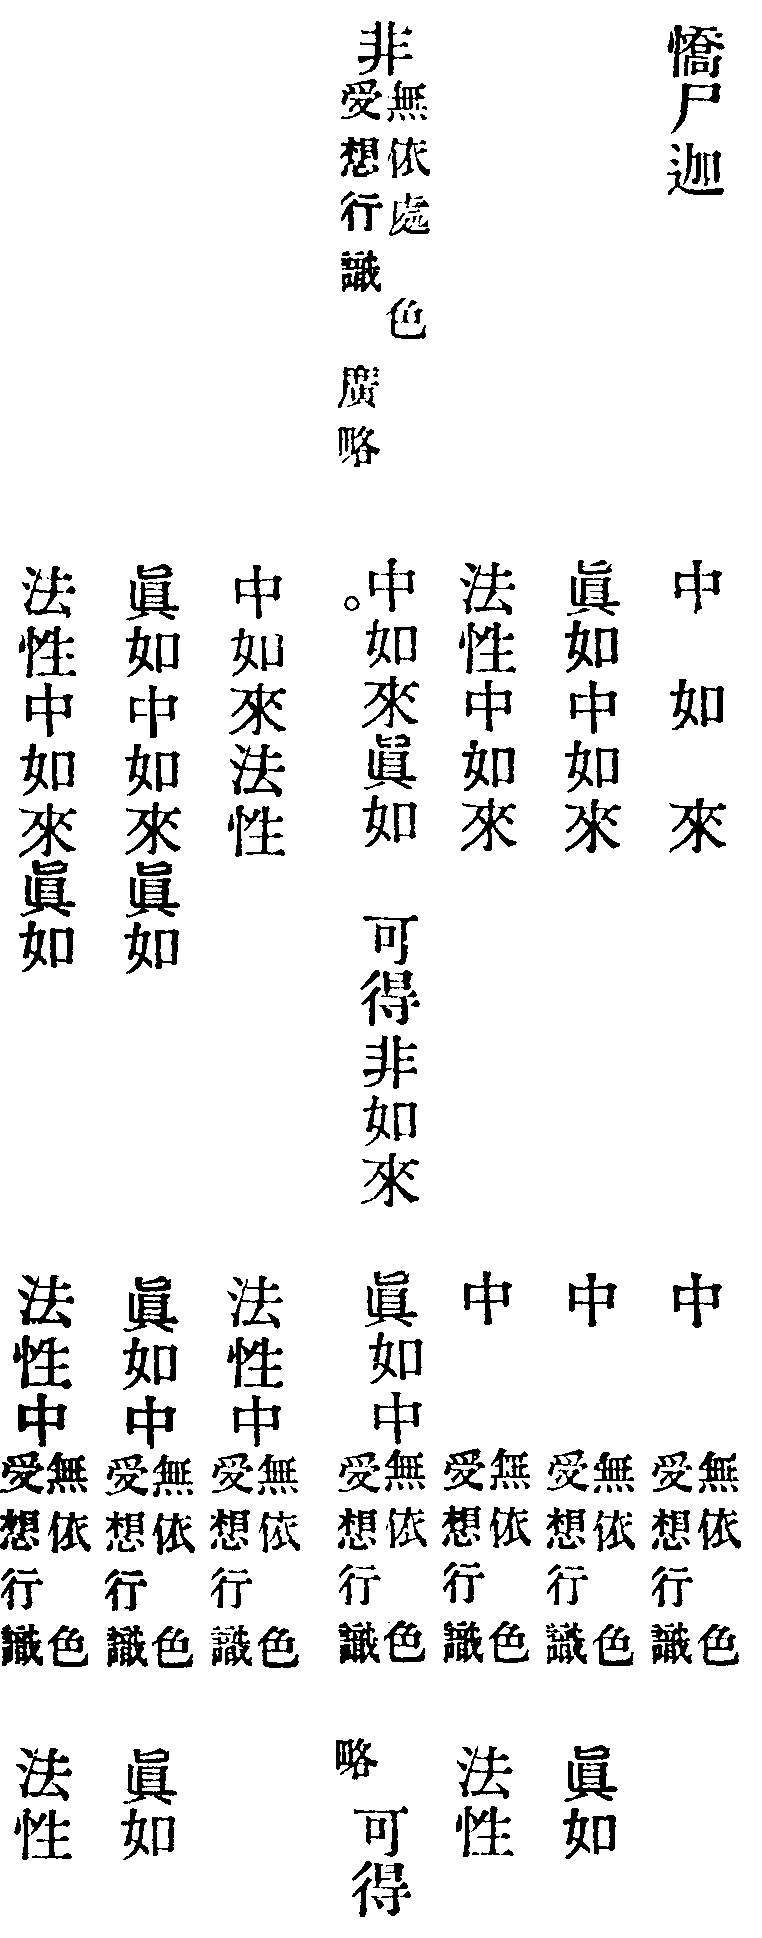 憍尸迦
中如來
中
無依色
受想行識
眞如中如來
中
無依色
受想行識
眞如
法性中如來
中
無依色
受想行識
法性
非
無依處色
受想行識廣略
。中如來眞如
可得非如來
眞如中
無依色
受想行識略
可得
中如來法性
法性中
無依色
受想行識
眞如中如來眞如
眞如中
無依色
受想行識
眞如
法性中如來眞如
法性中
無依色
受想行識
法性